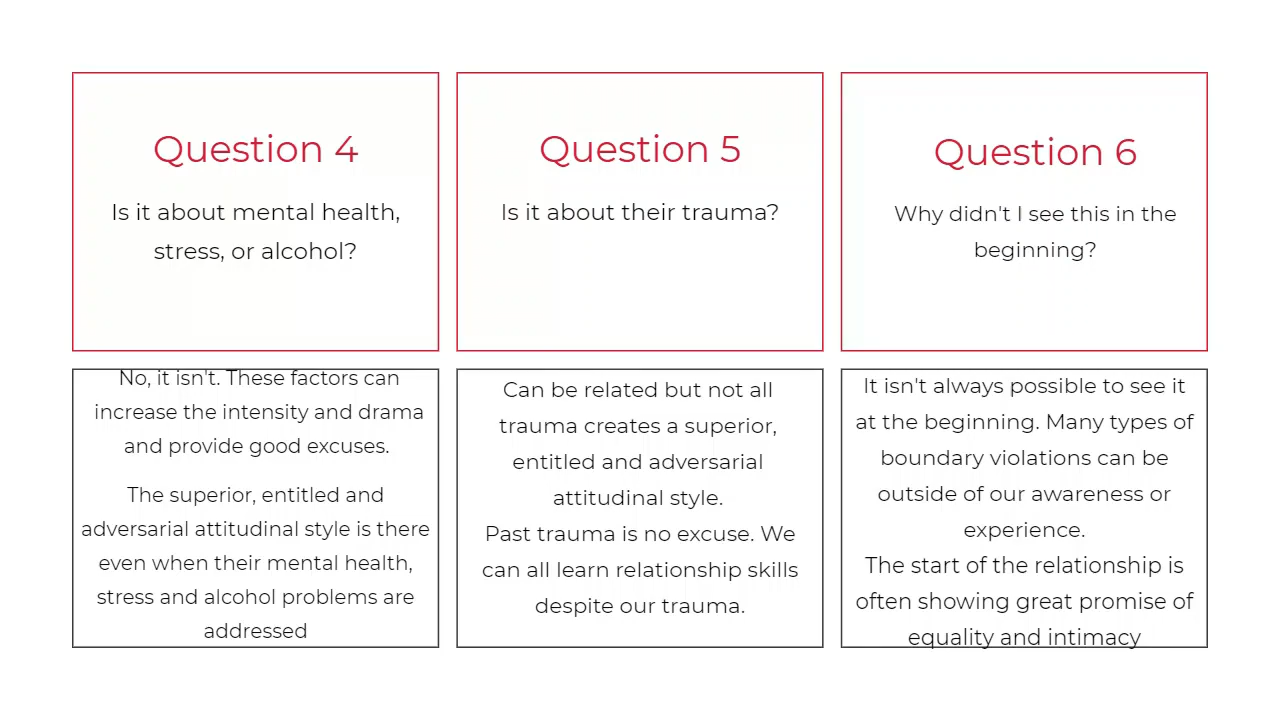 Question 4
Is it about mental health,
stress, or alcohol?
Question 5
Is it about their trauma?
Question 6
Why didn't I see this in the
beginning?
No, it isn't. These factors can
increase the intensity and drama
and provide good excuses.
The superior, entitled and
adversarial attitudinal style is there
even when their mental health,
stress and alcohol problems are
addressed
Can be related but not all
trauma creates a superior,
entitled and adversarial
attitudinal style.
Past trauma is no excuse. We
can all learn relationship skills
despite our trauma.
It isn't always possible to see it
at the beginning. Many types of
boundary violations can be
outside of our awareness or
experience.
The start of the relationship is
often showing great promise of
equality and intimacy